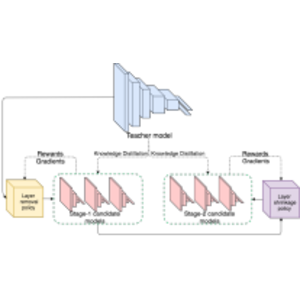 Teacher model
Rewards
Gradients
Knowledge Distillation
Knowledge Distillation
Rewards
Gradients
Layer
removal
policy
Stage-1 candidate
models
Stage-2 candidate
models
Layer
shrinkage
policy